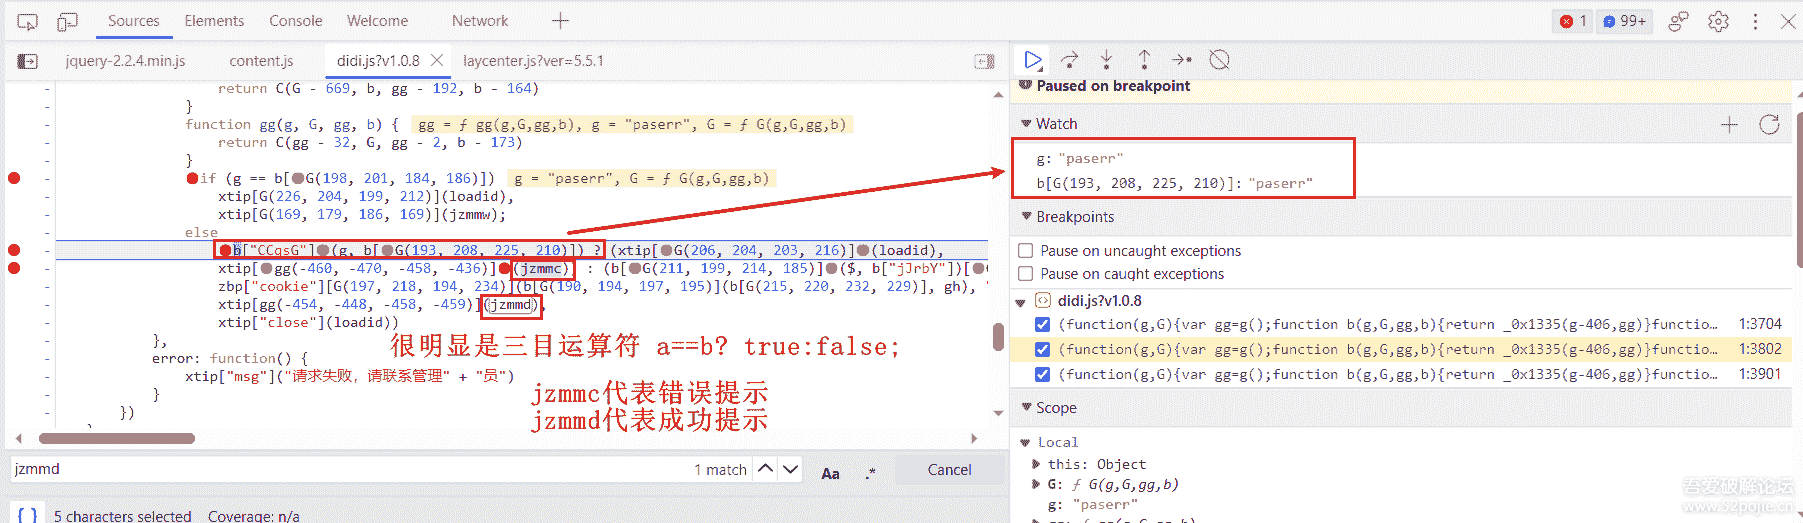 Sources Elements Console Welcome Network
1 99+
jquery-2.2.4.min.js content.js didi.js?v1.0.8 laycenter.js?ver=5.5.1
return C(G - 669, b, gg - 192, b - 164)
}
function gg(g, G, gg, b) { gg = ƒ gg(g,G,gg,b), g = "paserr", G = ƒ G(g,G,gg,b)
return C(gg - 32, G, gg - 2, b - 173)
}
if (g == b[G(198, 201, 184, 186)]) g = "paserr", G = ƒ G(g,G,gg,b)
xtip[G(226, 204, 199, 212)](loadid),
xtip[G(169, 179, 186, 169)](jzmmw);
else
b["CCqsG"](g, b[G(193, 208, 225, 210)]) ? (xtip[G(206, 204, 203, 216)](loadid),
xtip[gg(-460, -470, -458, -436)](jzmmc) : (b[G(211, 199, 214, 185)]($, b["jJrbY"])[
zbp["cookie"][G(197, 218, 194, 234)](b[G(190, 194, 197, 195)](b[G(215, 220, 232, 229)], gh),
xtip[gg(-454, -448, -458, -459)](jzmmd),
xtip["close"](loadid))
},
error: function() {
xtip["msg"]("请求失败，请联系管理" + "员")
}
})
很明显是三目运算符 a==b? true:false;
jzmmc代表错误提示
jzmmd代表成功提示
jzmmd 1 match Aa .* Cancel
{ } 5 characters selected Coverage: n/a
Paused on breakpoint
Watch
g: "paserr"
b[G(193, 208, 225, 210)]: "paserr"
Breakpoints
Pause on uncaught exceptions
Pause on caught exceptions
didi.js?v1.0.8
(function(g,G){var gg=g();function b(g,G,gg,b){return _0x1335(g-406,gg)}functio… 1:3704
(function(g,G){var gg=g();function b(g,G,gg,b){return _0x1335(g-406,gg)}functio… 1:3802
(function(g,G){var gg=g();function b(g,G,gg,b){return _0x1335(g-406,gg)}functio… 1:3901
Scope
Local
this: Object
G: ƒ G(g,G,gg,b)
g: "paserr"
gg: ƒ gg(g,G,gg,b)
吾爱破解论坛
www.52pojie.cn